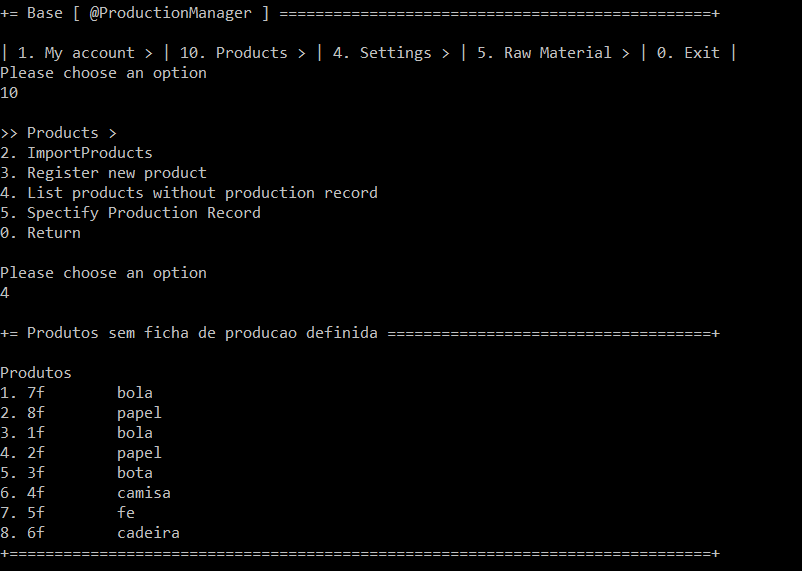 += Base [ @ProductionManager ] ================================================+
| 1. My account > | 10. Products > | 4. Settings > | 5. Raw Material > | 0. Exit |
Please choose an option
10
>> Products >
2. ImportProducts
3. Register new product
4. List products without production record
5. Spectify Production Record
0. Return
Please choose an option
4
+= Produtos sem ficha de producao definida ====================================+
Produtos
1. 7f        bola
2. 8f        papel
3. 1f        bola
4. 2f        papel
5. 3f        bota
6. 4f        camisa
7. 5f        fe
8. 6f        cadeira
+==============================================================================+